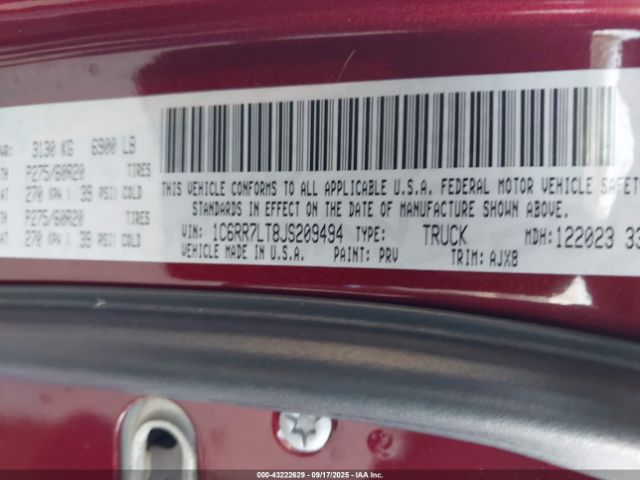 3130 KG 6900 LB
P275/60R20 TIRES
270 KPA ( 39 PSI) COLD
P275/60R20 TIRES
270 KPA ( 39 PSI) COLD
THIS VEHICLE CONFORMS TO ALL APPLICABLE U.S.A. FEDERAL MOTOR VEHICLE SAFETY
STANDARDS IN EFFECT ON THE DATE OF MANUFACTURE SHOWN ABOVE.
VIN: 1C6RR7LT8JS209494 TYPE: TRUCK MDH: 122023 33
VEHICLE MADE IN U.S.A. PAINT: PRV TRIM: AJXB
000-43222629 - 09/17/2025 - IAA Inc.